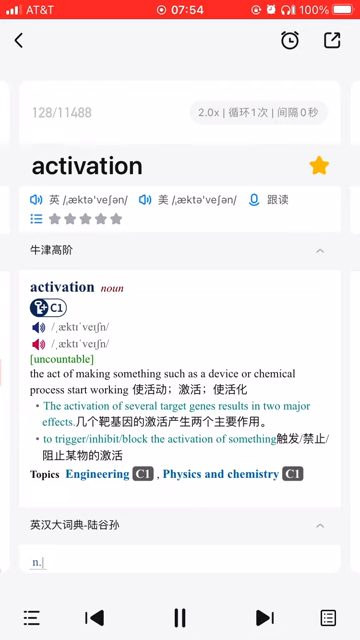 AT&T 07:54 100%
128/11488 2.0x | 循环1次 | 间隔0秒
activation
英 /ˌæktəˈveʃən/ 美 /ˌæktəˈveʃən/ 跟读
牛津高阶
activation noun
C1
/ˌæktɪˈveɪʃn/
/ˌæktɪˈveɪʃn/
[uncountable]
the act of making something such as a device or chemical
process start working 使活动；激活；使活化
• The activation of several target genes results in two major
effects.几个靶基因的激活产生两个主要作用。
• to trigger/inhibit/block the activation of something触发/禁止/
阻止某物的激活
Topics Engineering C1 , Physics and chemistry C1
英汉大词典-陆谷孙
n.|